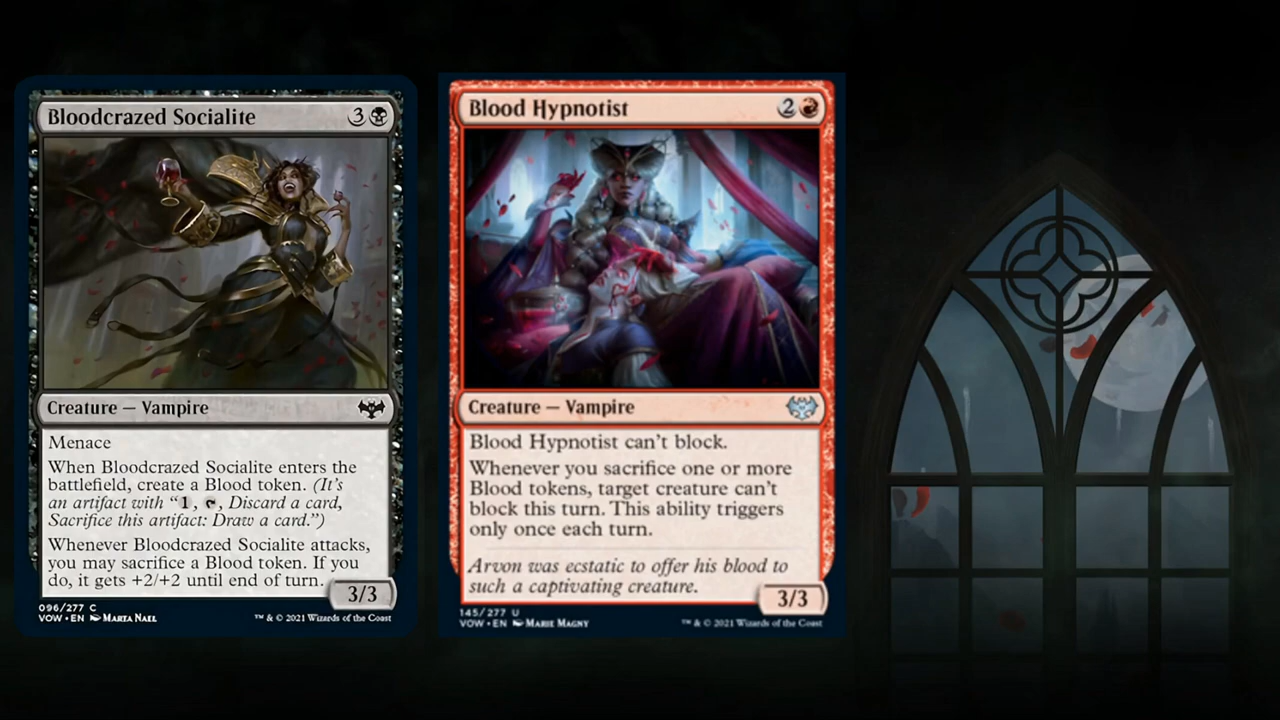 Bloodcrazed Socialite 3
Creature — Vampire
Menace
When Bloodcrazed Socialite enters the
battlefield, create a Blood token. (It's
an artifact with “1, , Discard a card,
Sacrifice this artifact: Draw a card.”)
Whenever Bloodcrazed Socialite attacks,
you may sacrifice a Blood token. If you
do, it gets +2/+2 until end of turn.
3/3
096/277 C
VOW • EN Marta Nael
™ & © 2021 Wizards of the Coast
Blood Hypnotist 2
Creature — Vampire
Blood Hypnotist can't block.
Whenever you sacrifice one or more
Blood tokens, target creature can't
block this turn. This ability triggers
only once each turn.
Arvon was ecstatic to offer his blood to
such a captivating creature.
3/3
145/277 U
VOW • EN Marie Magny
™ & © 2021 Wizards of the Coast